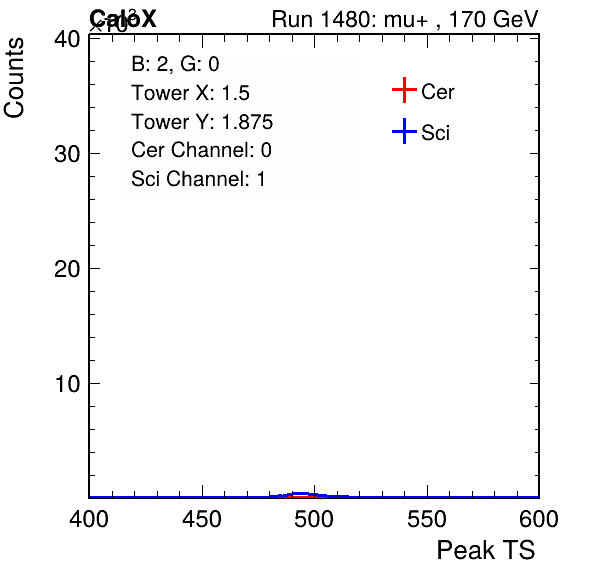 CaloX Run 1480: mu+ , 170 GeV
×10³
Counts
B: 2, G: 0
Tower X: 1.5
Tower Y: 1.875
Cer Channel: 0
Sci Channel: 1
Cer
Sci
40
30
20
10
400 450 500 550 600
Peak TS